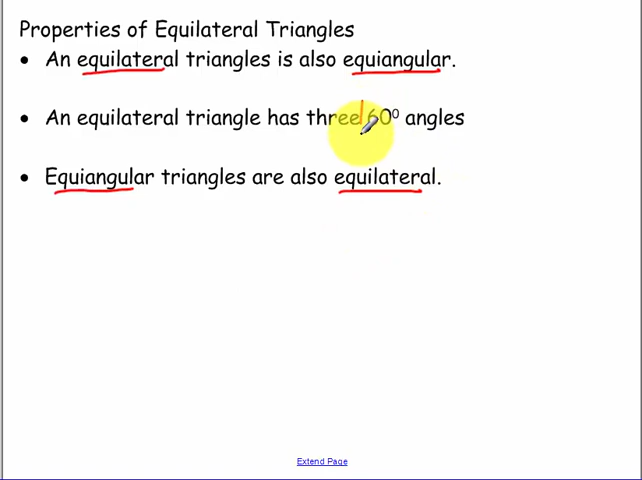 Properties of Equilateral Triangles
• An equilateral triangles is also equiangular.
• An equilateral triangle has three 60⁰ angles
• Equiangular triangles are also equilateral.
Extend Page